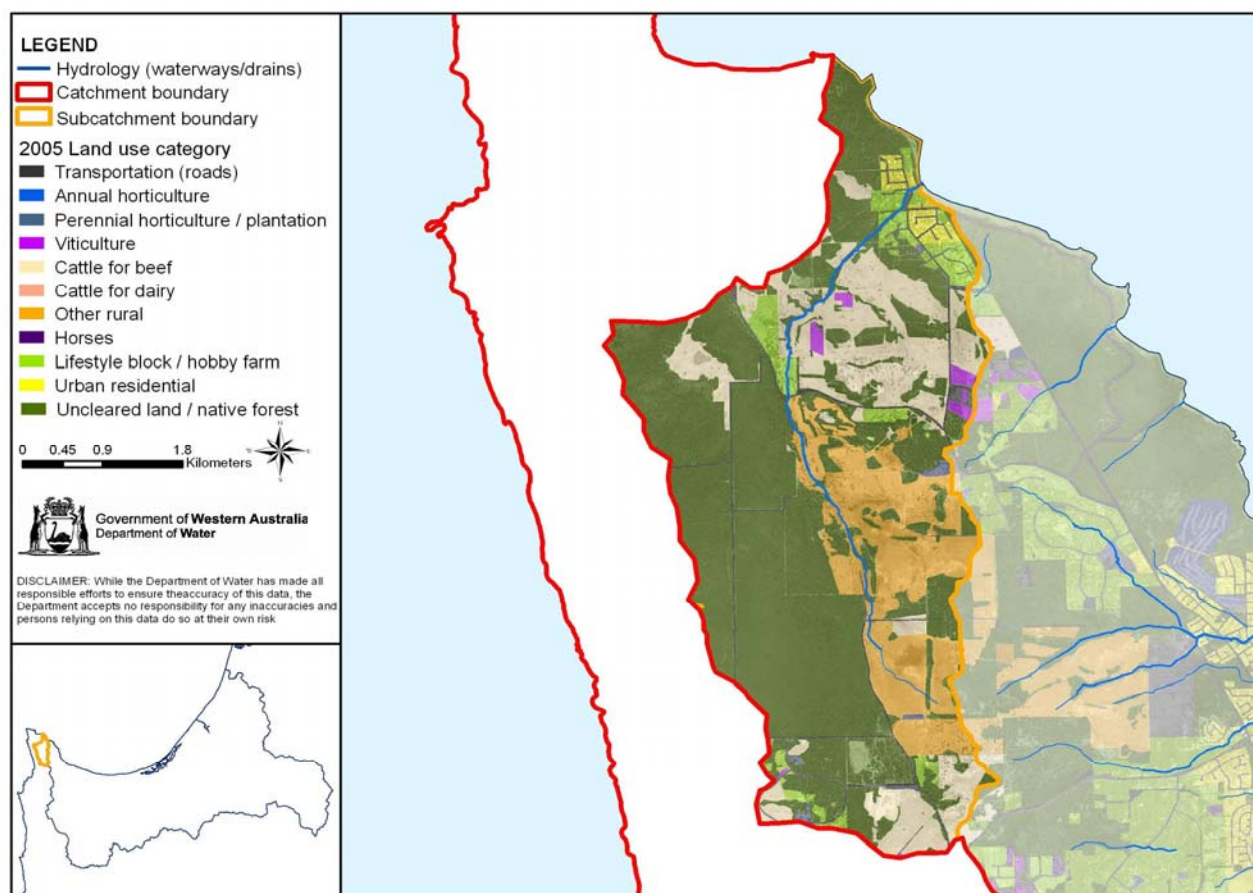 LEGEND
Hydrology (waterways/drains)
Catchment boundary
Subcatchment boundary
2005 Land use category
Transportation (roads)
Annual horticulture
Perennial horticulture / plantation
Viticulture
Cattle for beef
Cattle for dairy
Other rural
Horses
Lifestyle block / hobby farm
Urban residential
Uncleared land / native forest
0 0.45 0.9 1.8
Kilometers
Government of Western Australia
Department of Water
DISCLAIMER: While the Department of Water has made all
responsible efforts to ensure theaccuracy of this data, the
Department accepts no responsibility for any inaccuracies and
persons relying on this data do so at their own risk